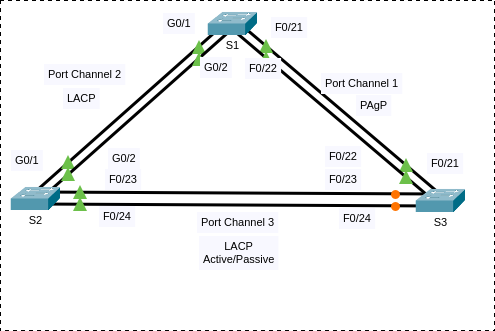 G0/1
F0/21
S1
G0/2
F0/22
Port Channel 2
LACP
Port Channel 1
PAgP
G0/1
G0/2
F0/23
F0/22
F0/23
F0/21
S2
F0/24
Port Channel 3
F0/24
S3
LACP
Active/Passive